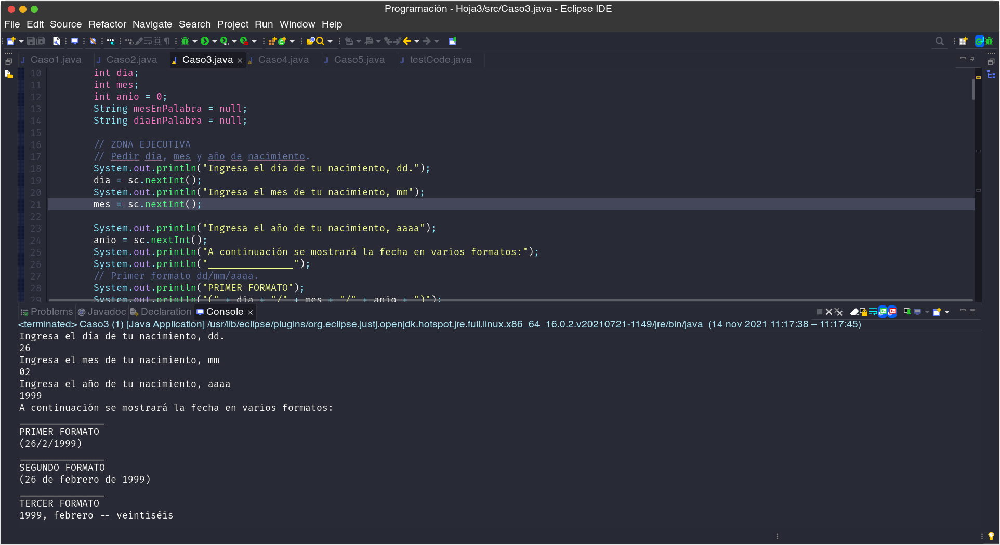 Programación - Hoja3/src/Caso3.java - Eclipse IDE
File Edit Source Refactor Navigate Search Project Run Window Help
Caso1.java Caso2.java Caso3.java Caso4.java Caso5.java testCode.java
10 int dia;
11 int mes;
12 int anio = 0;
13 String mesEnPalabra = null;
14 String diaEnPalabra = null;
15
16 // ZONA EJECUTIVA
17 // Pedir día, mes y año de nacimiento.
18 System.out.println("Ingresa el día de tu nacimiento, dd.");
19 dia = sc.nextInt();
20 System.out.println("Ingresa el mes de tu nacimiento, mm");
21 mes = sc.nextInt();
22
23 System.out.println("Ingresa el año de tu nacimiento, aaaa");
24 anio = sc.nextInt();
25 System.out.println("A continuación se mostrará la fecha en varios formatos:");
26 System.out.println("_______________");
27 // Primer formato dd/mm/aaaa.
28 System.out.println("PRIMER FORMATO");
29 System.out.println("(" + dia + "/" + mes + "/" + anio + ")");
Problems @ Javadoc Declaration Console
<terminated> Caso3 (1) [Java Application] /usr/lib/eclipse/plugins/org.eclipse.justj.openjdk.hotspot.jre.full.linux.x86_64_16.0.2.v20210721-1149/jre/bin/java (14 nov 2021 11:17:38 – 11:17:45)
Ingresa el día de tu nacimiento, dd.
26
Ingresa el mes de tu nacimiento, mm
02
Ingresa el año de tu nacimiento, aaaa
1999
A continuación se mostrará la fecha en varios formatos:
_______________
PRIMER FORMATO
(26/2/1999)
_______________
SEGUNDO FORMATO
(26 de febrero de 1999)
_______________
TERCER FORMATO
1999, febrero -- veintiséis